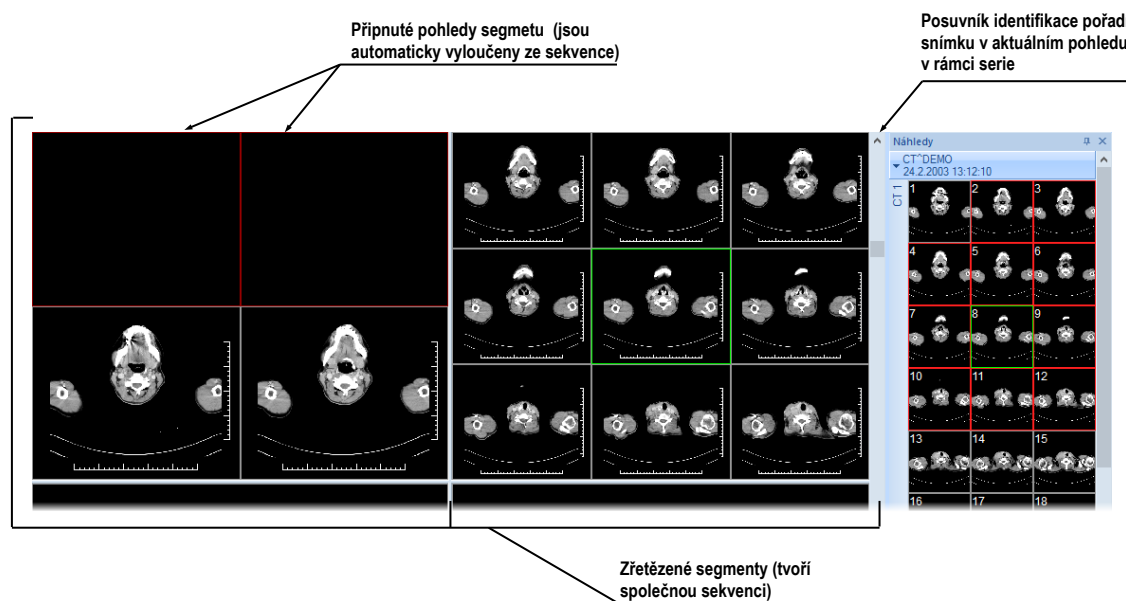 Připnuté pohledy segmetu (jsou
automaticky vyloučeny ze sekvence)
Posuvník identifikace pořad
snímku v aktuálním pohledu
v rámci serie
Náhledy
CT^DEMO
24.2.2003 13:12:10
CT 1
1 2 3
4 5 6
7 8 9
10 11 12
13 14 15
16 17 18
Zřetězené segmenty (tvoří
společnou sekvenci)